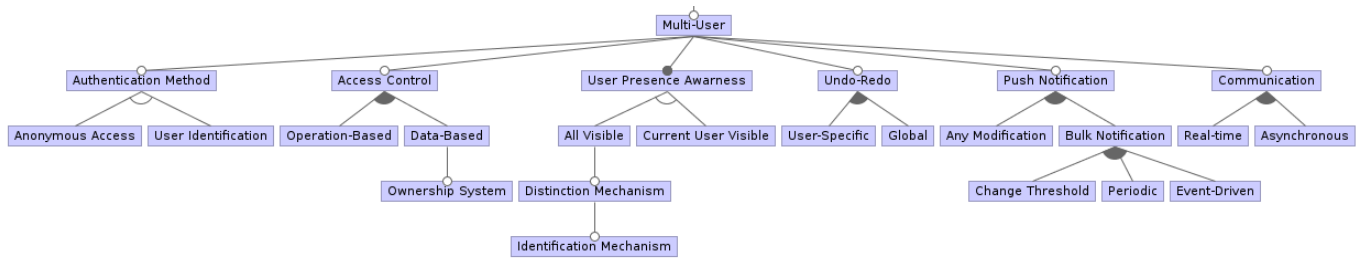 Multi-User
Authentication Method
Access Control
User Presence Awarness
Undo-Redo
Push Notification
Communication
Anonymous Access
User Identification
Operation-Based
Data-Based
All Visible
Current User Visible
User-Specific
Global
Any Modification
Bulk Notification
Real-time
Asynchronous
Ownership System
Distinction Mechanism
Change Threshold
Periodic
Event-Driven
Identification Mechanism